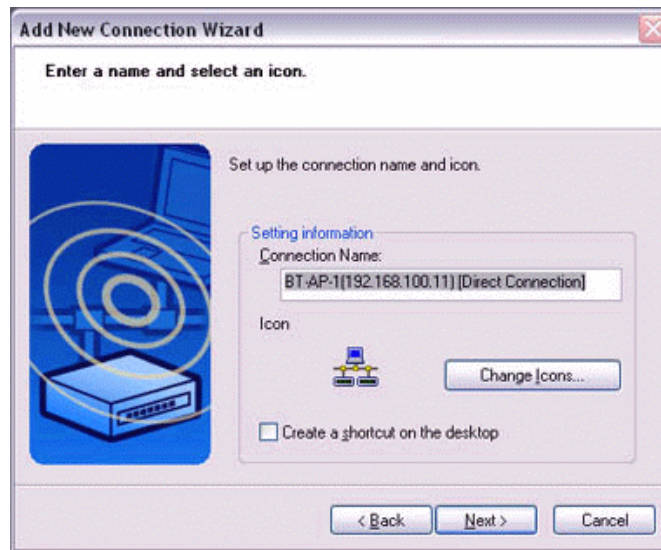 Add New Connection Wizard
Enter a name and select an icon.
Set up the connection name and icon.
Setting information
Connection Name:
BT-AP-1(192.168.100.11) [Direct Connection]
Icon
Change Icons...
Create a shortcut on the desktop
< Back
Next >
Cancel